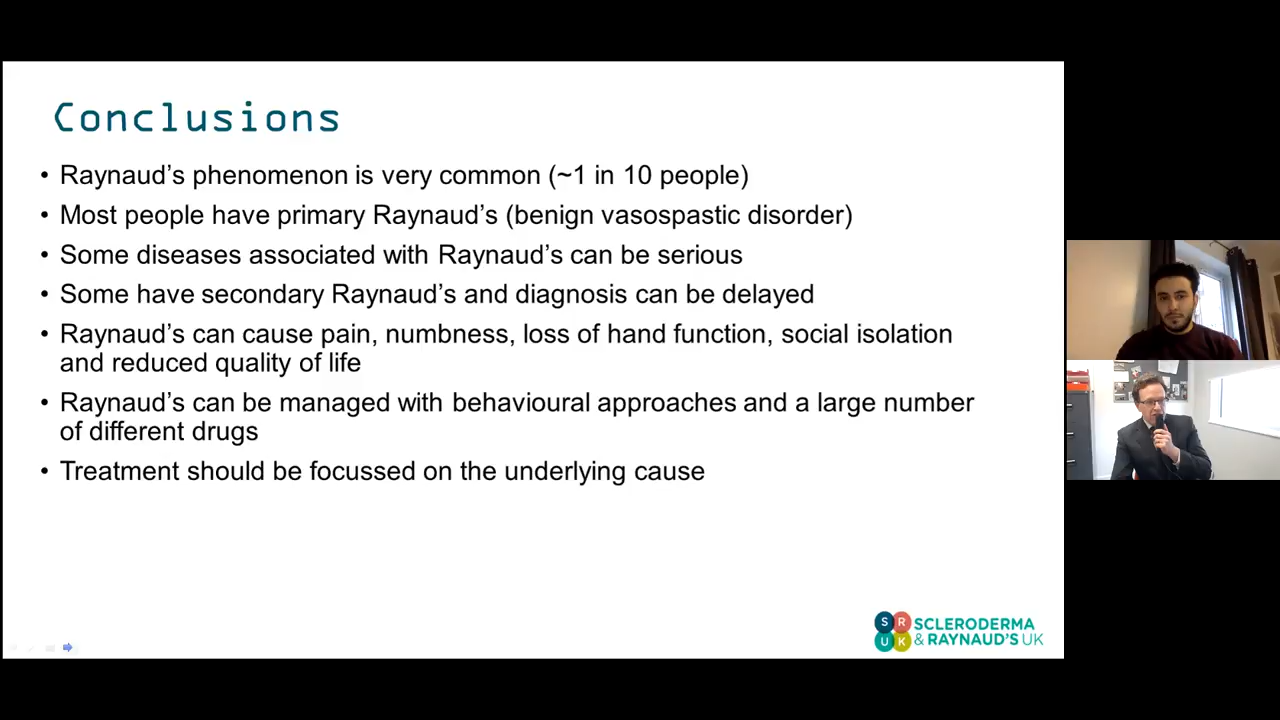 Conclusions
• Raynaud’s phenomenon is very common (~1 in 10 people)
• Most people have primary Raynaud’s (benign vasospastic disorder)
• Some diseases associated with Raynaud’s can be serious
• Some have secondary Raynaud’s and diagnosis can be delayed
• Raynaud’s can cause pain, numbness, loss of hand function, social isolation
and reduced quality of life
• Raynaud’s can be managed with behavioural approaches and a large number
of different drugs
• Treatment should be focussed on the underlying cause
S R
U K
SCLERODERMA
& RAYNAUD’S UK